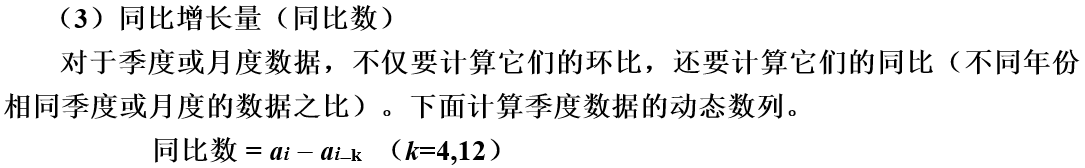 （3）同比增长量（同比数）
对于季度或月度数据，不仅要计算它们的环比，还要计算它们的同比（不同年份
相同季度或月度的数据之比）。下面计算季度数据的动态数列。
同比数 = ai – ai–k （k=4,12）